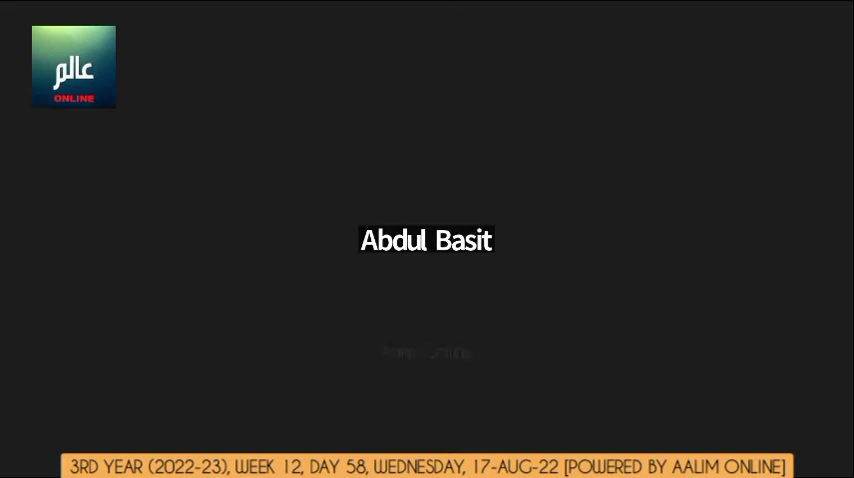 عالم
ONLINE
Abdul Basit
3RD YEAR (2022-23), WEEK 12, DAY 58, WEDNESDAY, 17-AUG-22 [POWERED BY AALIM ONLINE]